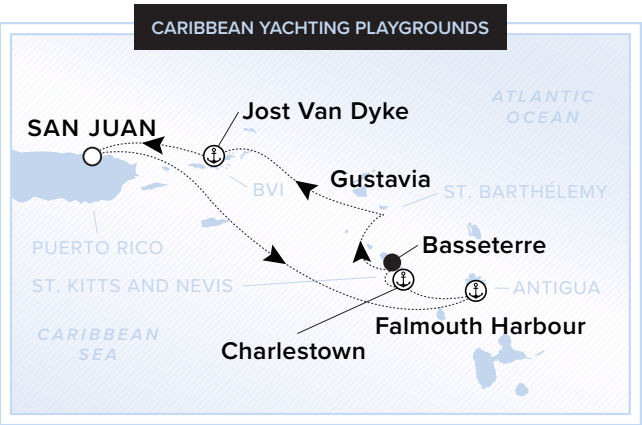 CARIBBEAN YACHTING PLAYGROUNDS
ATLANTIC
OCEAN
Jost Van Dyke
SAN JUAN
Gustavia
BVI
ST. BARTHÉLEMY
PUERTO RICO
Basseterre
ST. KITTS AND NEVIS
ANTIGUA
CARIBBEAN
SEA
Falmouth Harbour
Charlestown